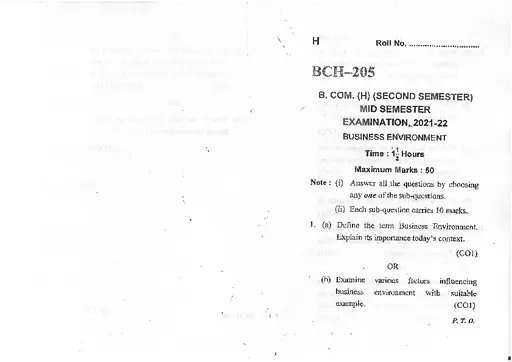 H Roll No. ..............................
BCH–205
B. COM. (H) (SECOND SEMESTER)
MID SEMESTER
EXAMINATION, 2021-22
BUSINESS ENVIRONMENT
Time : 1½ Hours
Maximum Marks : 50
Note : (i) Answer all the questions by choosing
any one of the sub-questions.
(ii) Each sub-question carries 10 marks.
1. (a) Define the term Business Environment.
Explain its importance today's context.
(CO1)
OR
(b) Examine various factors influencing
business environment with suitable
example. (CO1)
P. T. O.